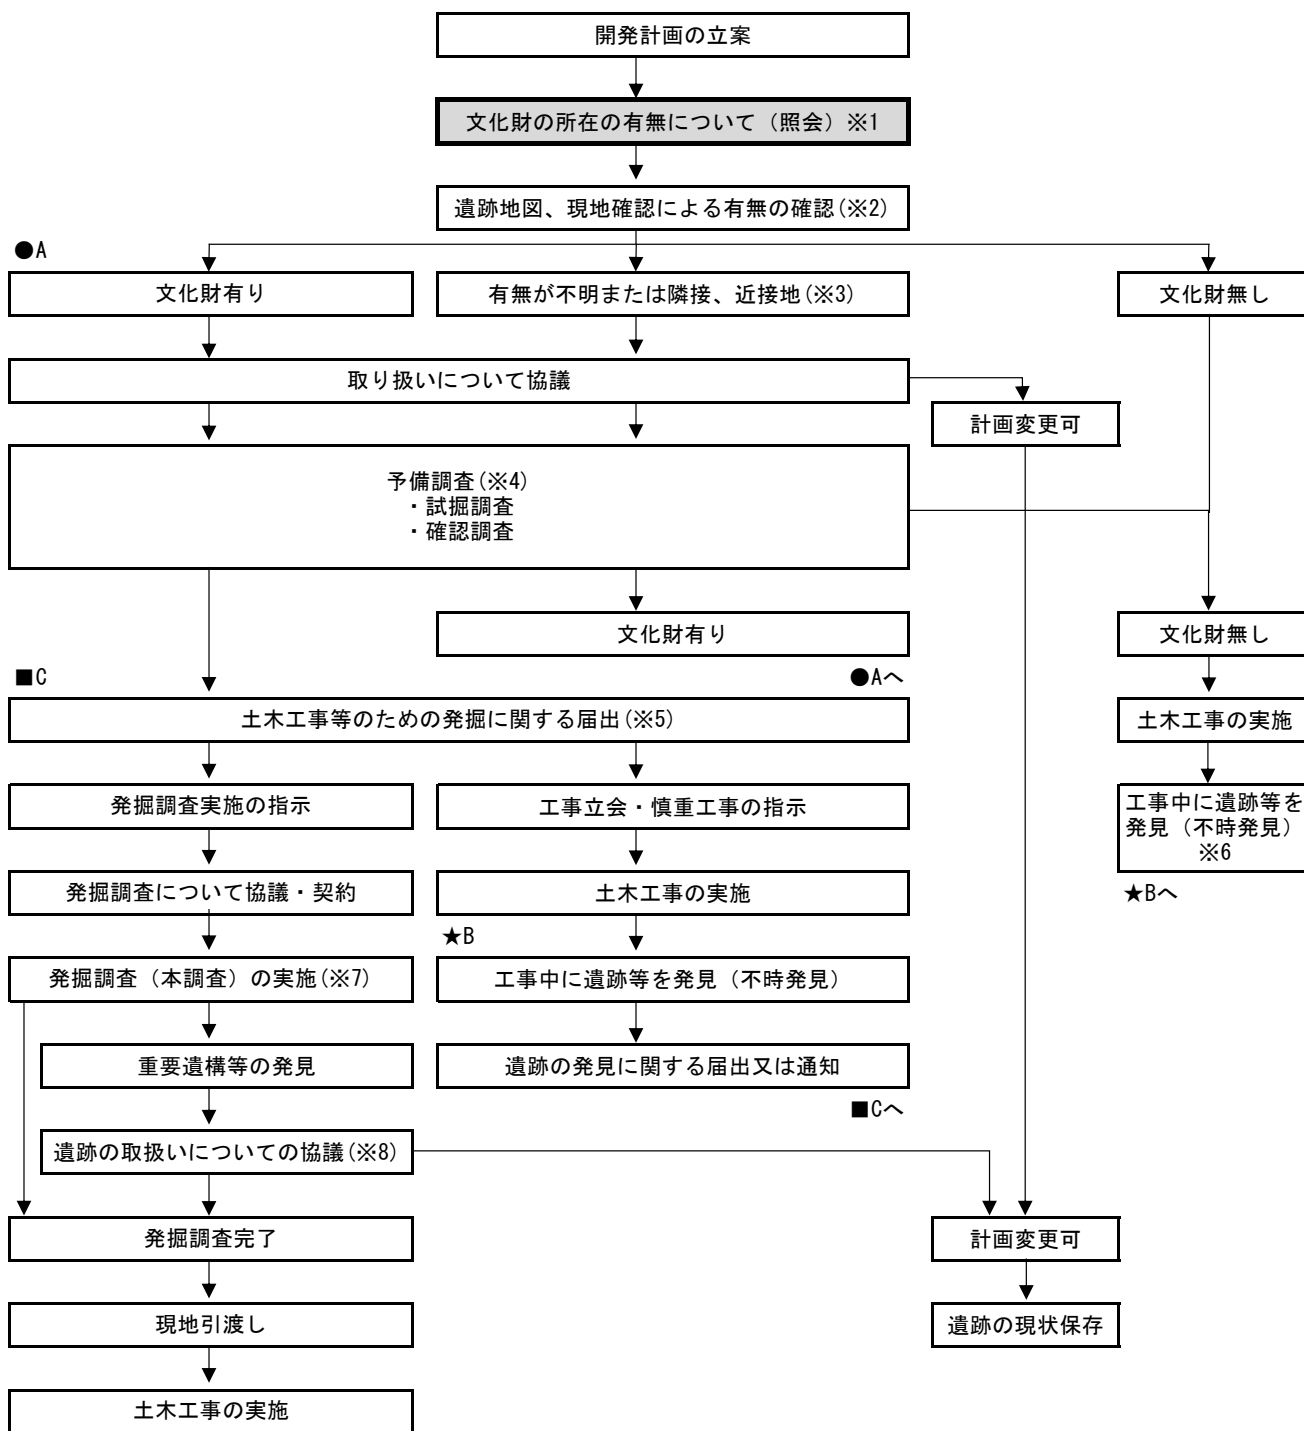 開発計画の立案
文化財の所在の有無について（照会）※1
遺跡地図、現地確認による有無の確認(※2)
●A
文化財有り
有無が不明または隣接、近接地(※3)
文化財無し
取り扱いについて協議
計画変更可
予備調査(※4)
・試掘調査
・確認調査
文化財有り
文化財無し
■C
●Aへ
土木工事等のための発掘に関する届出(※5)
土木工事の実施
発掘調査実施の指示
工事立会・慎重工事の指示
工事中に遺跡等を
発見（不時発見）
※6
発掘調査について協議・契約
土木工事の実施
★Bへ
★B
発掘調査（本調査）の実施(※7)
工事中に遺跡等を発見（不時発見）
重要遺構等の発見
遺跡の発見に関する届出又は通知
■Cへ
遺跡の取扱いについての協議(※8)
発掘調査完了
計画変更可
現地引渡し
遺跡の現状保存
土木工事の実施